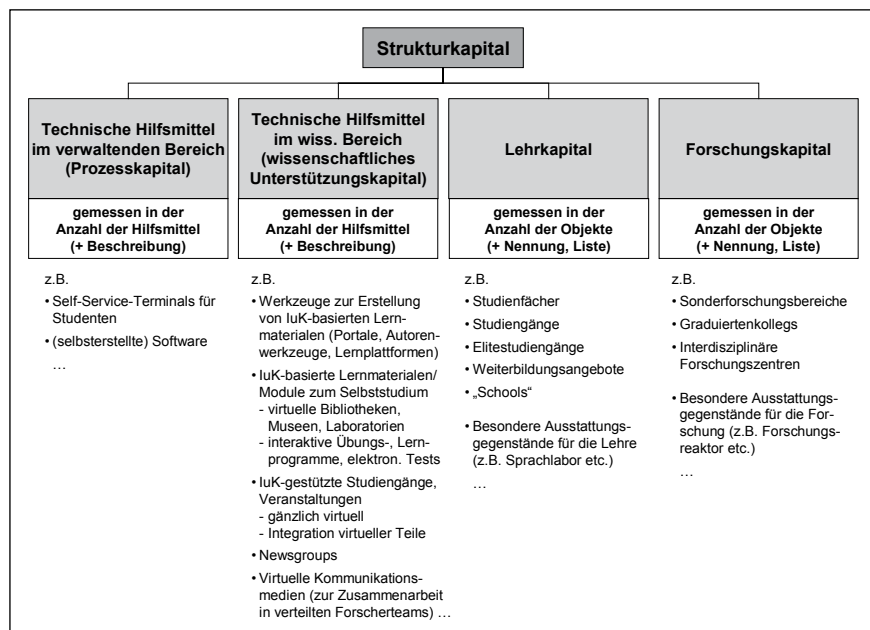 Strukturkapital
Technische Hilfsmittel
im verwaltenden Bereich
(Prozesskapital)
gemessen in der
Anzahl der Hilfsmittel
(+ Beschreibung)
z.B.
• Self-Service-Terminals für
Studenten
• (selbsterstellte) Software
…
Technische Hilfsmittel
im wiss. Bereich
(wissenschaftliches
Unterstützungskapital)
gemessen in der
Anzahl der Hilfsmittel
(+ Beschreibung)
z.B.
• Werkzeuge zur Erstellung
von IuK-basierten Lern-
materialen (Portale, Autoren-
werkzeuge, Lernplattformen)
• IuK-basierte Lernmaterialen/
Module zum Selbststudium
- virtuelle Bibliotheken,
Museen, Laboratorien
- interaktive Übungs-, Lern-
programme, elektron. Tests
• IuK-gestützte Studiengänge,
Veranstaltungen
- gänzlich virtuell
- Integration virtueller Teile
• Newsgroups
• Virtuelle Kommunikations-
medien (zur Zusammenarbeit
in verteilten Forscherteams) …
Lehrkapital
gemessen in der
Anzahl der Objekte
(+ Nennung, Liste)
z.B.
• Studienfächer
• Studiengänge
• Elitestudiengänge
• Weiterbildungsangebote
• „Schools“
• Besondere Ausstattungs-
gegenstände für die Lehre
(z.B. Sprachlabor etc.)
…
Forschungskapital
gemessen in der
Anzahl der Objekte
(+ Nennung, Liste)
z.B.
• Sonderforschungsbereiche
• Graduiertenkollegs
• Interdisziplinäre
Forschungszentren
• Besondere Ausstattungs-
gegenstände für die For-
schung (z.B. Forschungs-
reaktor etc.)
…